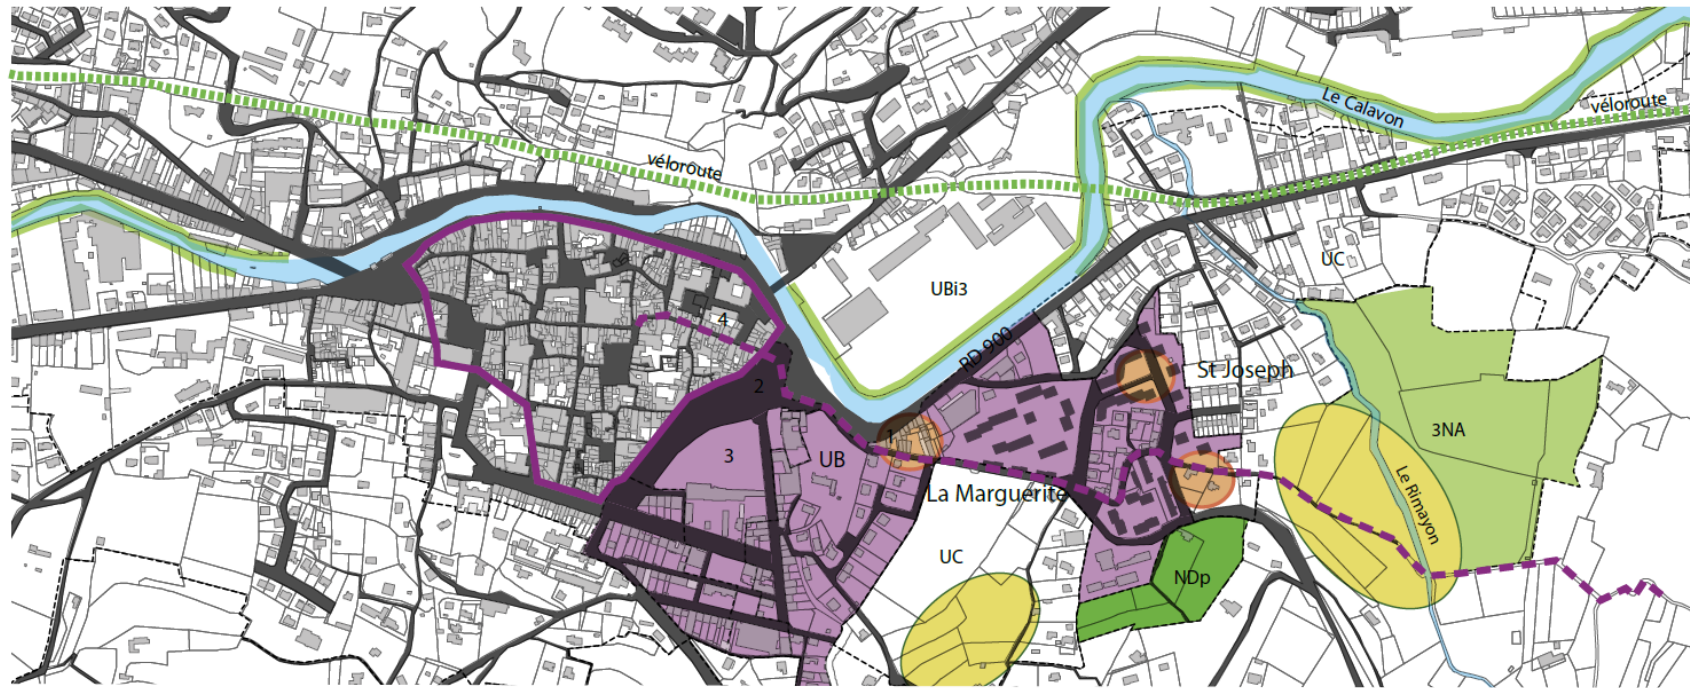 Le Calavon
véloroute
véloroute
UC
UBi3
4
RD 900
St Joseph
2
1
3NA
3
UB
La Marguerite
Le Rimayon
UC
NDp